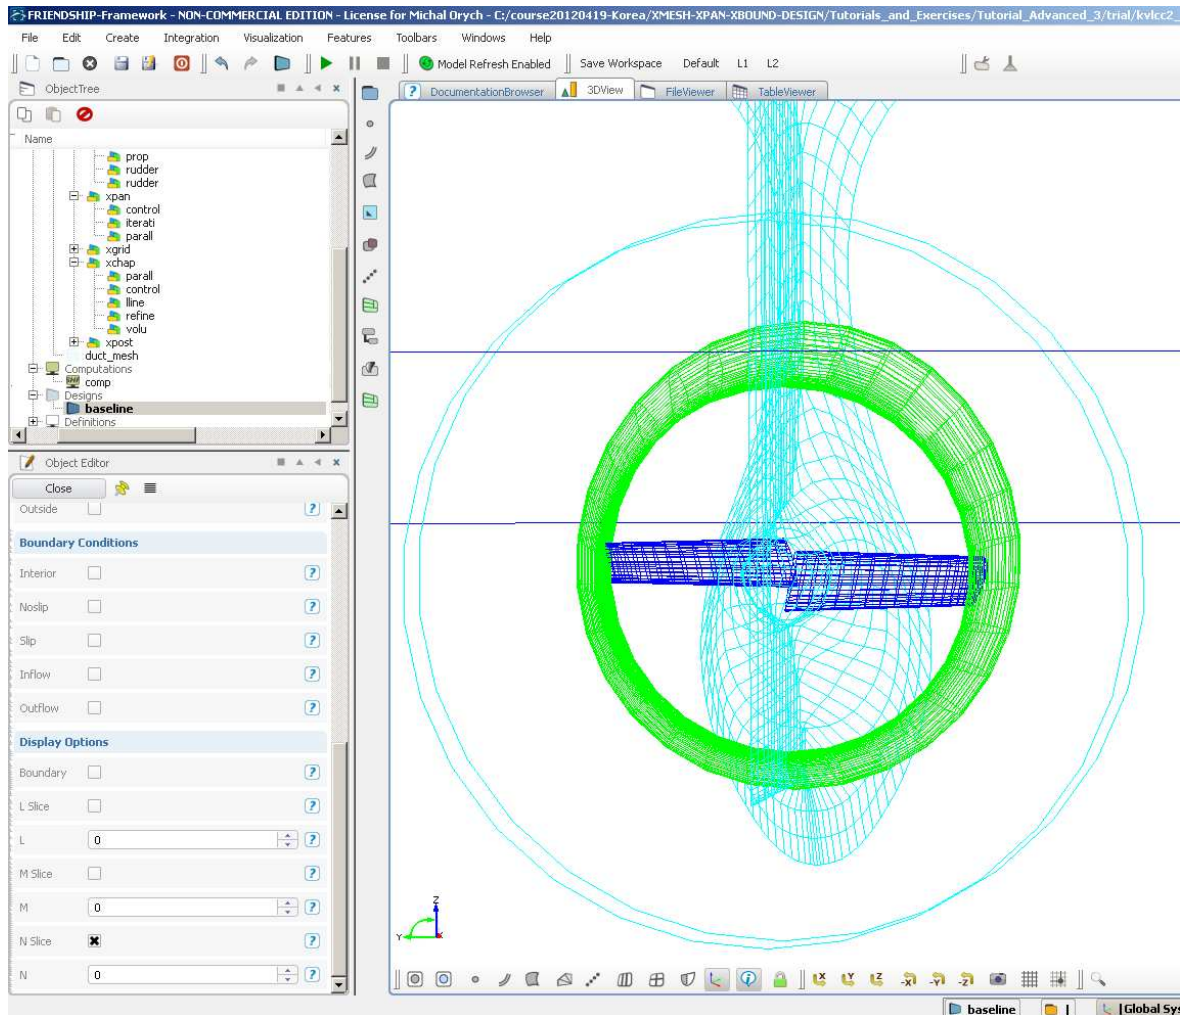 FRIENDSHIP-Framework - NON-COMMERCIAL EDITION - License for Michal Orych - C:/course20120419-Korea/XMESH-XPAN-XBOUND-DESIGN/Tutorials_and_Exercises/Tutorial_Advanced_3/trial/kvlcc2_
File Edit Create Integration Visualization Features Toolbars Windows Help
Model Refresh Enabled Save Workspace Default L1 L2
ObjectTree
DocumentationBrowser 3DView FileViewer TableViewer
Name
prop
rudder
rudder
xpan
control
iterati
parall
xgrid
xchap
parall
control
lline
refine
volu
xpost
duct_mesh
Computations
comp
Designs
baseline
Definitions
Object Editor
Close
Outside ?
Boundary Conditions
Interior ?
Noslip ?
Slip ?
Inflow ?
Outflow ?
Display Options
Boundary ?
L Slice ?
L 0 ?
M Slice ?
M 0 ?
N Slice ?
N 0 ?
Z
Y X
X Y Z -X -Y -Z
baseline ] [Global Sys